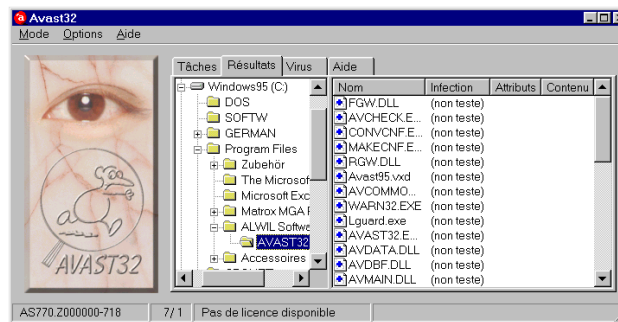 Avast32
Mode Options Aide
Tâches Résultats Virus Aide
Windows95 (C:)
DOS
SOFTW
GERMAN
Program Files
Zubehör
The Microsof
Microsoft Exc
Matrox MGA
ALWIL Softwa
AVAST32
Accessoires
Nom Infection Attributs Contenu
FGW.DLL (non teste)
AVCHECK.E... (non teste)
CONVCNF.E... (non teste)
MAKECNF.E... (non teste)
RGW.DLL (non teste)
Avast95.vxd (non teste)
AVCOMMO... (non teste)
WARN32.EXE (non teste)
Lguard.exe (non teste)
AVAST32.E... (non teste)
AVDATA.DLL (non teste)
AVDBF.DLL (non teste)
AVMAIN.DLL (non teste)
AVAST32
AS770.Z000000-718 7/1 Pas de licence disponible